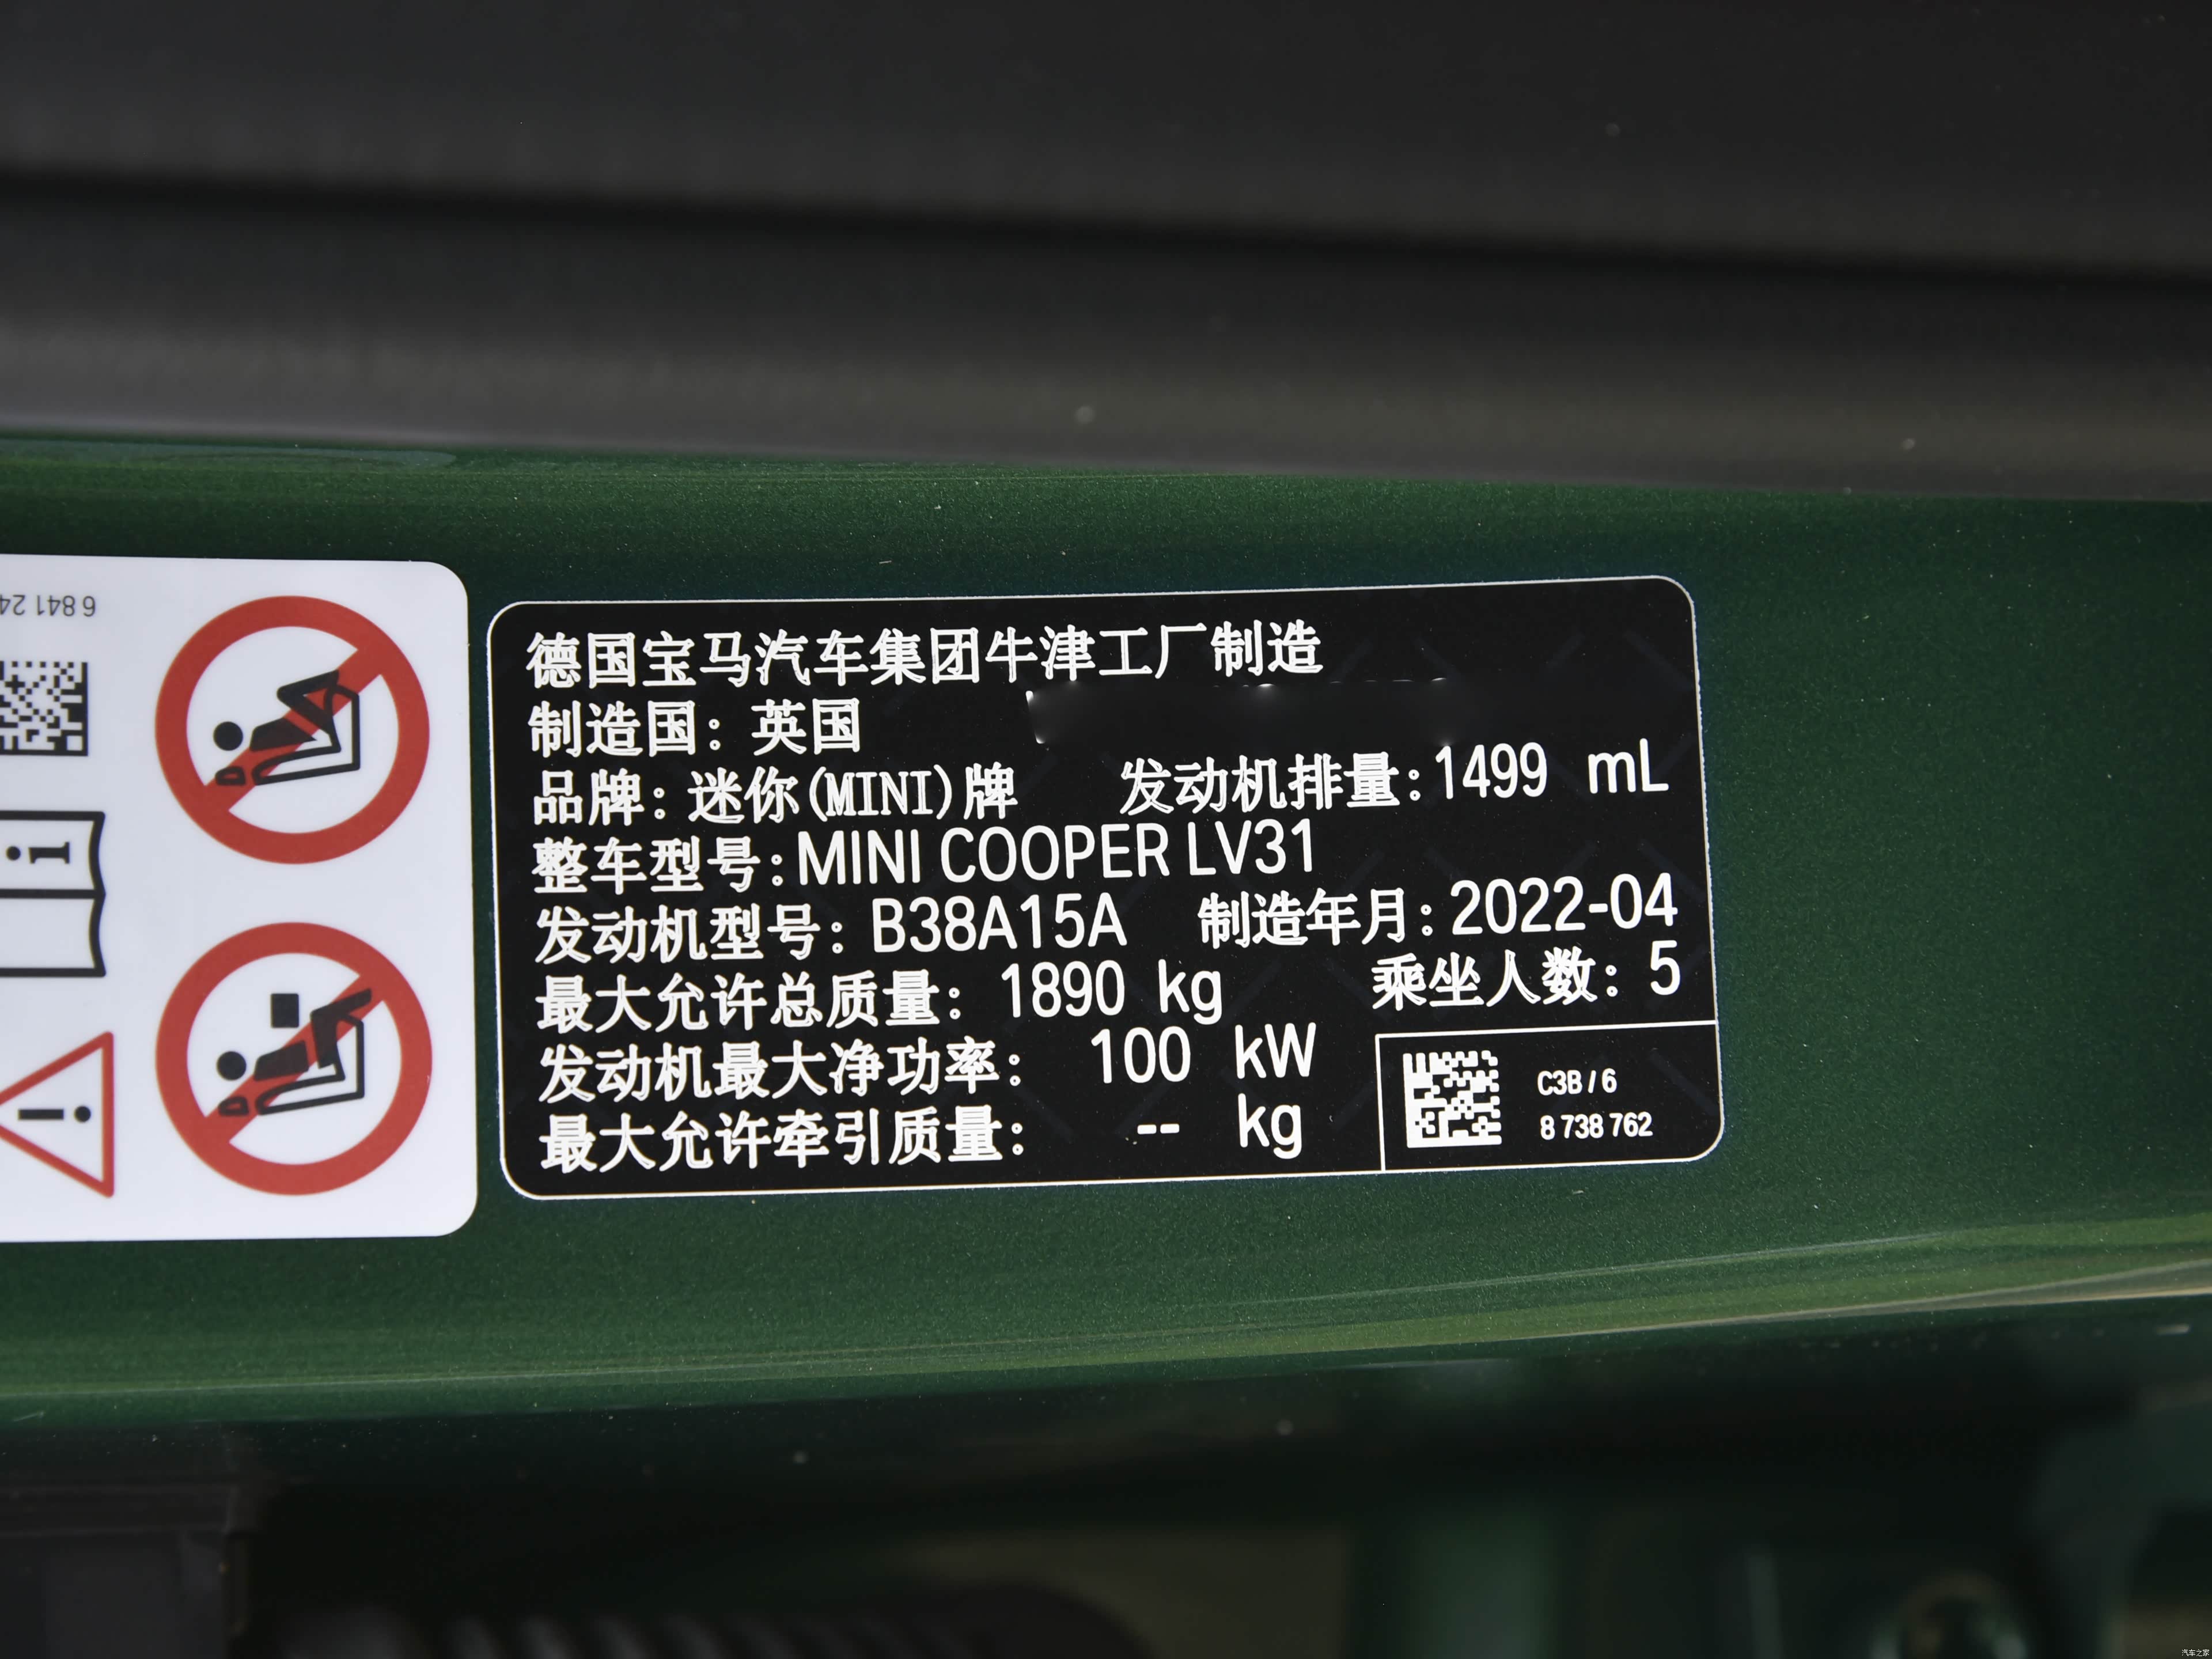 6 841 24
i
!
德国宝马汽车集团牛津工厂制造
制造国: 英国
品牌: 迷你(MINI)牌 发动机排量:1499 mL
整车型号:MINI COOPER LV31
发动机型号: B38A15A 制造年月:2022-04
最大允许总质量: 1890 kg 乘坐人数: 5
发动机最大净功率: 100 kW
最大允许牵引质量: -- kg
C3B / 6
8 738 762
汽车之家